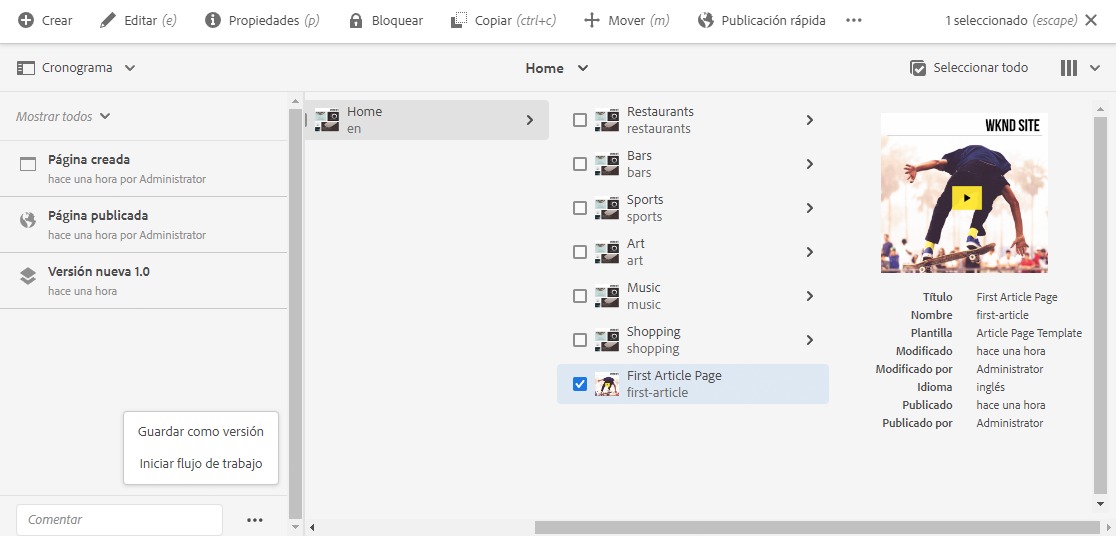 Crear Editar (e) Propiedades (p) Bloquear Copiar (ctrl+c) Mover (m) Publicación rápida 1 seleccionado (escape)
Cronograma Home Seleccionar todo
Mostrar todos
Página creada
hace una hora por Administrator
Página publicada
hace una hora por Administrator
Versión nueva 1.0
hace una hora
Guardar como versión
Iniciar flujo de trabajo
Comentar
Home
en
Restaurants
restaurants
Bars
bars
Sports
sports
Art
art
Music
music
Shopping
shopping
First Article Page
first-article
WKND SITE
Título First Article Page
Nombre first-article
Plantilla Article Page Template
Modificado hace una hora
Modificado por Administrator
Idioma inglés
Publicado hace una hora
Publicado por Administrator